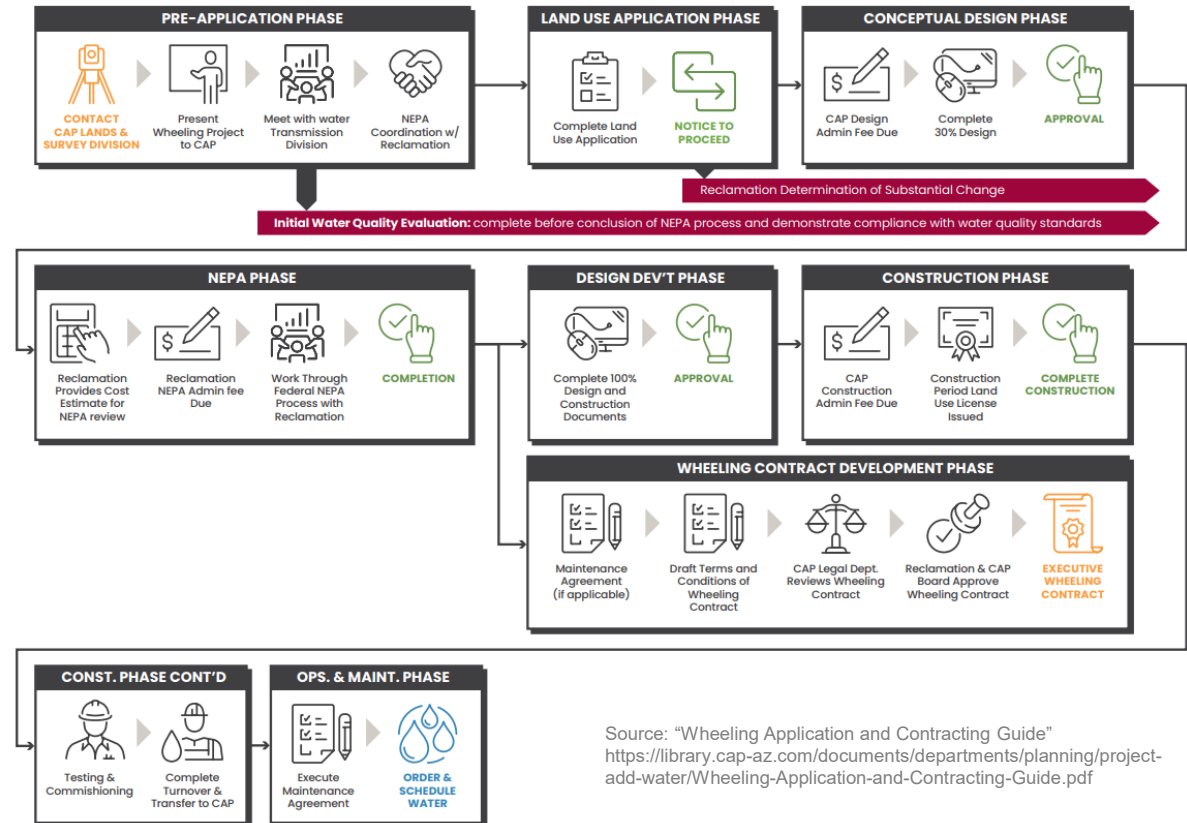 PRE-APPLICATION PHASE
CONTACT
CAP LANDS &
SURVEY DIVISION
Present
Wheeling Project
to CAP
Meet with water
Transmission
Division
NEPA
Coordination w/
Reclamation
LAND USE APPLICATION PHASE
Complete Land
Use Application
NOTICE TO
PROCEED
CONCEPTUAL DESIGN PHASE
$
CAP Design
Admin Fee Due
Complete
30% Design
APPROVAL
Reclamation Determination of Substantial Change
Initial Water Quality Evaluation: complete before conclusion of NEPA process and demonstrate compliance with water quality standards
NEPA PHASE
Reclamation
Provides Cost
Estimate for
NEPA review
$
Reclamation
NEPA Admin fee
Due
Work Through
Federal NEPA
Process with
Reclamation
COMPLETION
DESIGN DEV'T PHASE
Complete 100%
Design and
Construction
Documents
APPROVAL
CONSTRUCTION PHASE
$
CAP
Construction
Admin Fee Due
Construction
Period Land
Use License
Issued
COMPLETE
CONSTRUCTION
WHEELING CONTRACT DEVELOPMENT PHASE
Maintenance
Agreement
(if applicable)
Draft Terms and
Conditions of
Wheeling
Contract
CAP Legal Dept.
Reviews Wheeling
Contract
Reclamation & CAP
Board Approve
Wheeling Contract
EXECUTIVE
WHEELING
CONTRACT
CONST. PHASE CONT'D
Testing &
Commishioning
Complete
Turnover &
Transfer to CAP
OPS. & MAINT. PHASE
Execute
Maintenance
Agreement
ORDER &
SCHEDULE
WATER
Source: “Wheeling Application and Contracting Guide”
https://library.cap-az.com/documents/departments/planning/project-
add-water/Wheeling-Application-and-Contracting-Guide.pdf